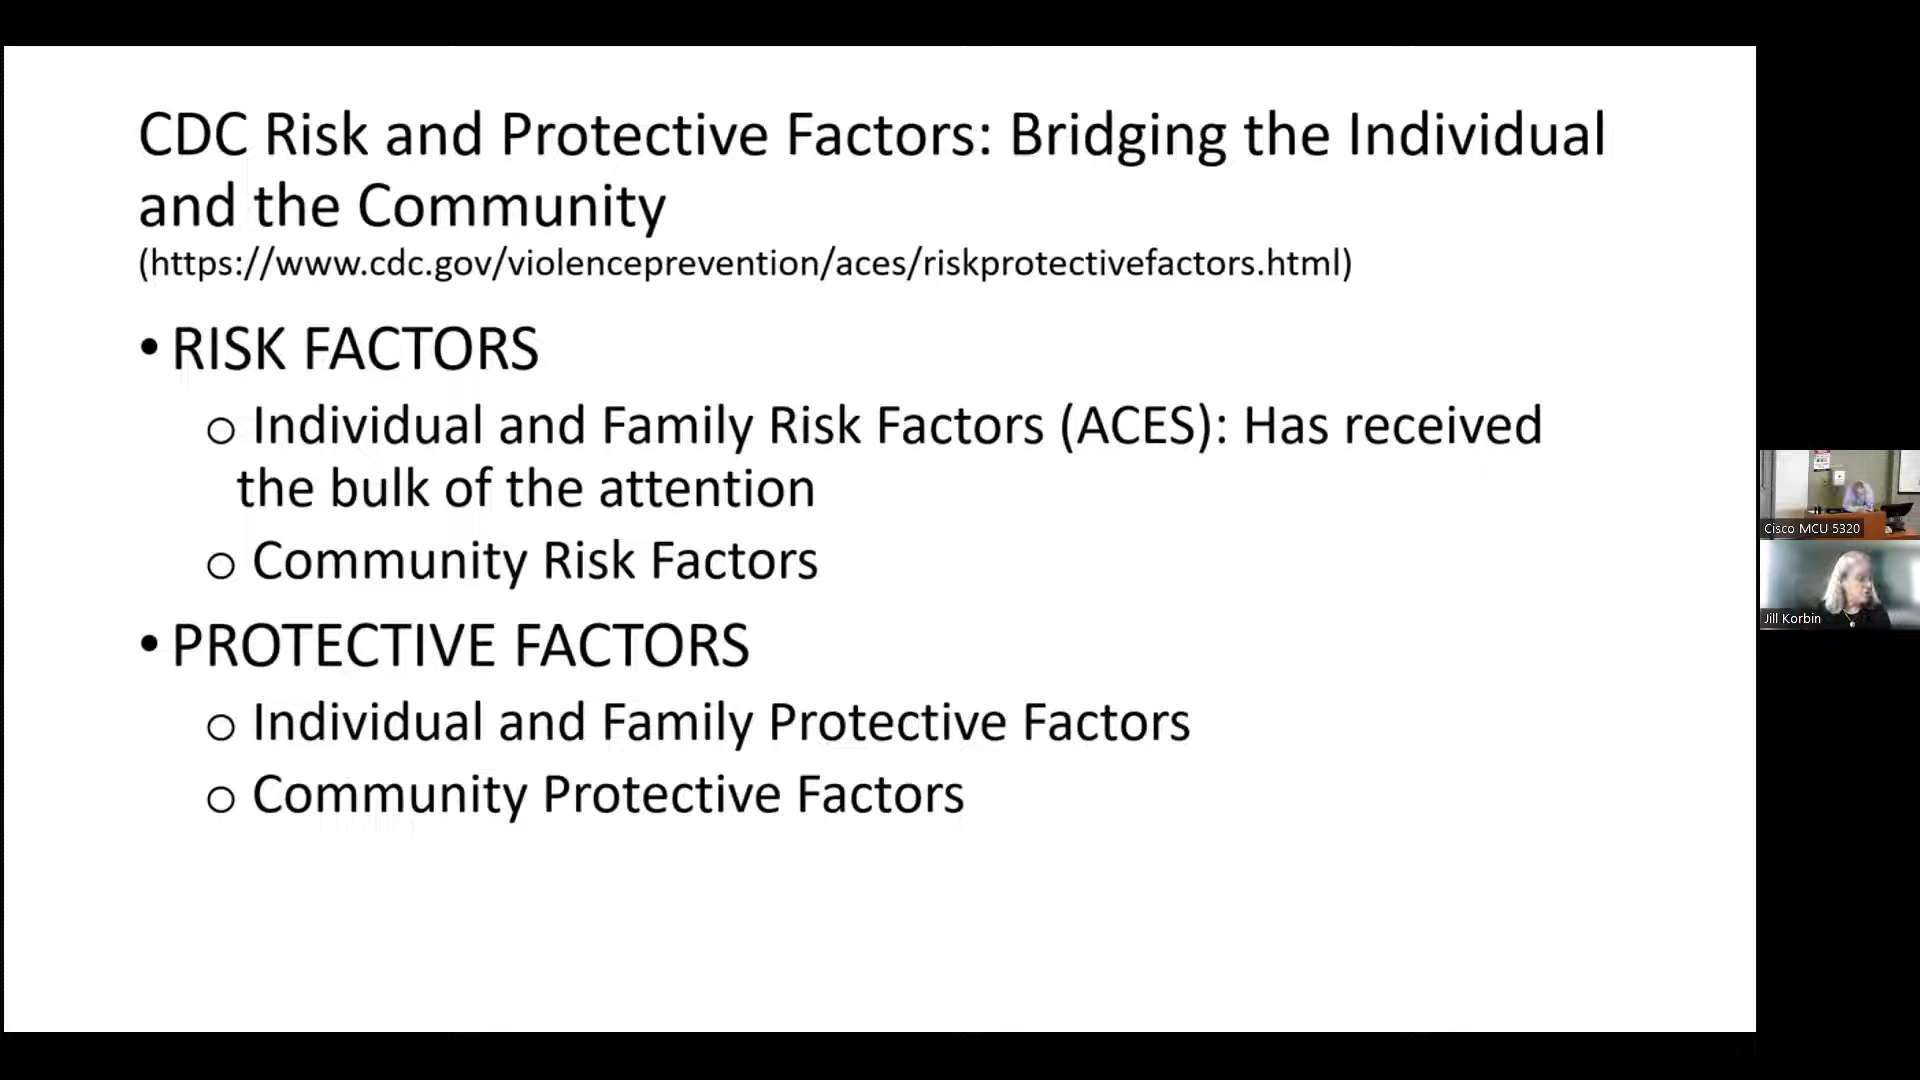 CDC Risk and Protective Factors: Bridging the Individual
and the Community
(https://www.cdc.gov/violenceprevention/aces/riskprotectivefactors.html)
• RISK FACTORS
o Individual and Family Risk Factors (ACES): Has received
the bulk of the attention
o Community Risk Factors
• PROTECTIVE FACTORS
o Individual and Family Protective Factors
o Community Protective Factors
Cisco MCU 5320
Jill Korbin